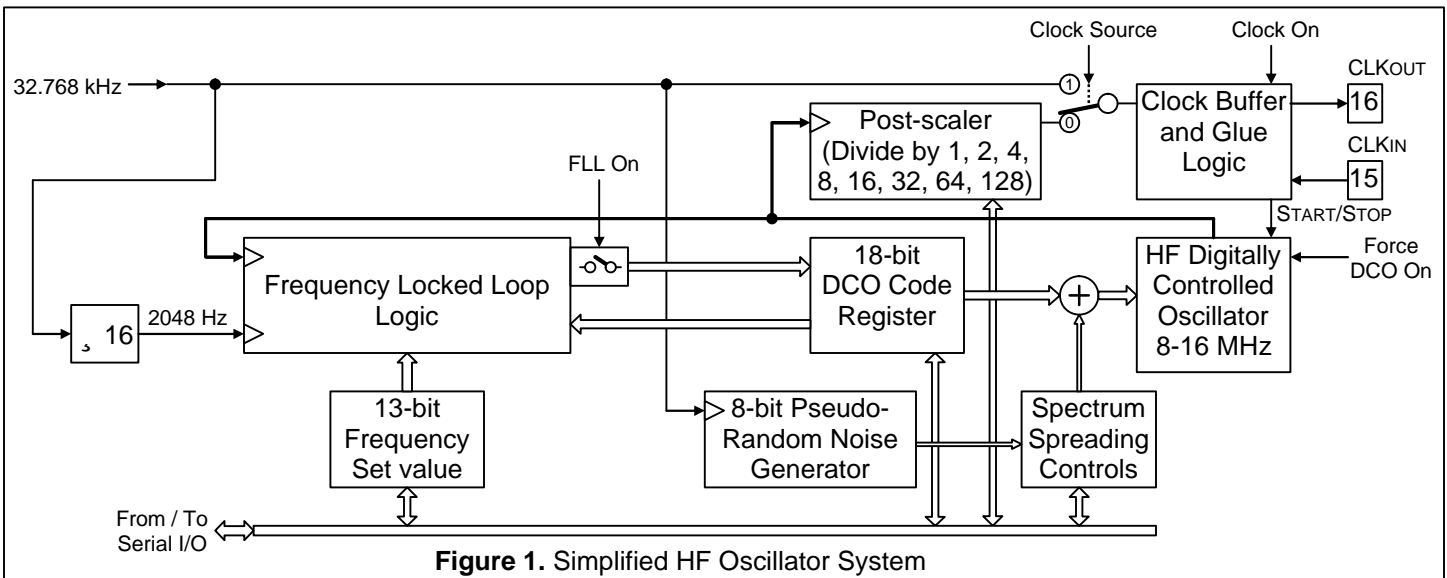 Clock Source
Clock On
32.768 kHz
1
0
CLKOUT
16
CLKIN
15
Clock Buffer
and Glue
Logic
Post-scaler
(Divide by 1, 2, 4,
8, 16, 32, 64, 128)
FLL On
START/STOP
Force
DCO On
Frequency Locked Loop
Logic
18-bit
DCO Code
Register
+
HF Digitally
Controlled
Oscillator
8-16 MHz
16
2048 Hz
13-bit
Frequency
Set value
8-bit Pseudo-
Random Noise
Generator
Spectrum
Spreading
Controls
From / To
Serial I/O
Figure 1. Simplified HF Oscillator System